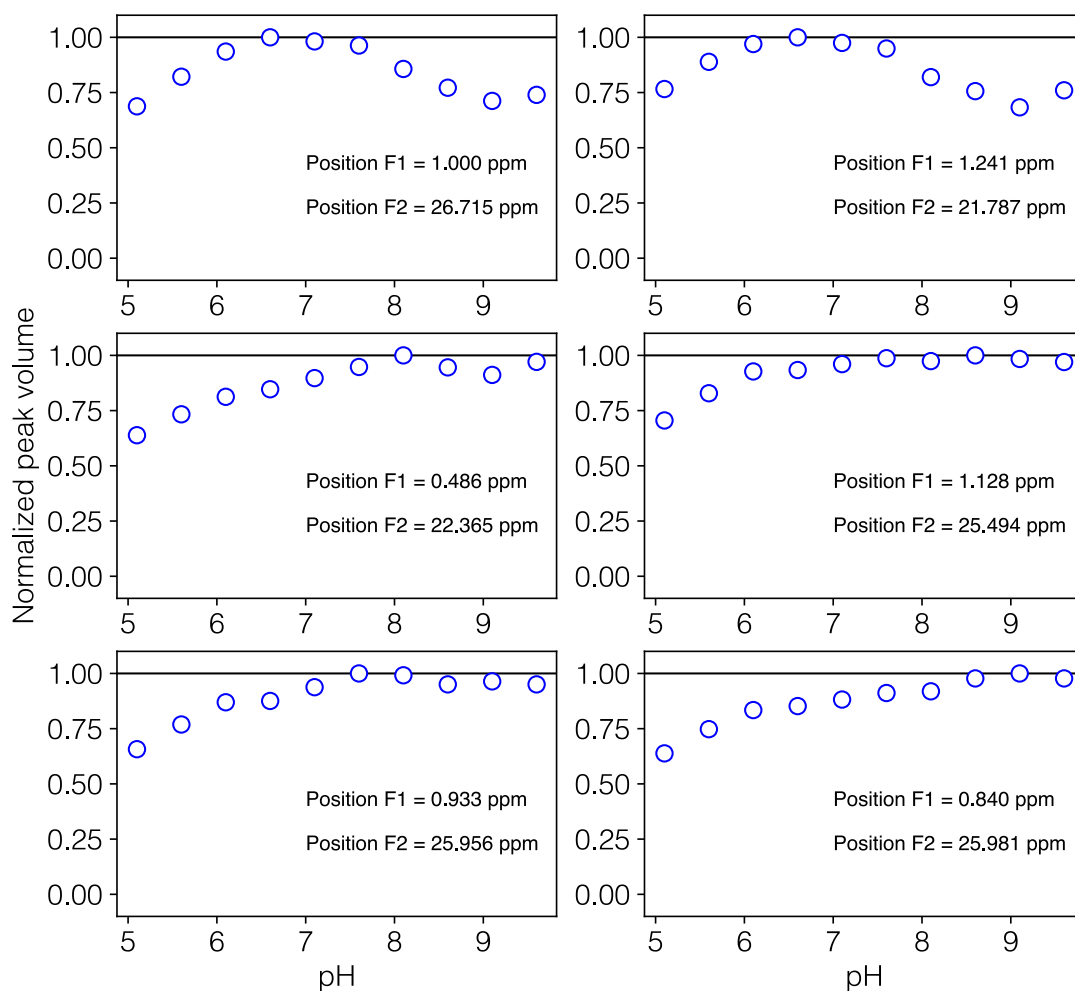 1.00
0.75
0.50
0.25
0.00
Position F1 = 1.000 ppm
Position F2 = 26.715 ppm
5 6 7 8 9
1.00
0.75
0.50
0.25
0.00
Position F1 = 1.241 ppm
Position F2 = 21.787 ppm
5 6 7 8 9
Normalized peak volume
1.00
0.75
0.50
0.25
0.00
Position F1 = 0.486 ppm
Position F2 = 22.365 ppm
5 6 7 8 9
1.00
0.75
0.50
0.25
0.00
Position F1 = 1.128 ppm
Position F2 = 25.494 ppm
5 6 7 8 9
1.00
0.75
0.50
0.25
0.00
Position F1 = 0.933 ppm
Position F2 = 25.956 ppm
5 6 7 8 9
pH
1.00
0.75
0.50
0.25
0.00
Position F1 = 0.840 ppm
Position F2 = 25.981 ppm
5 6 7 8 9
pH